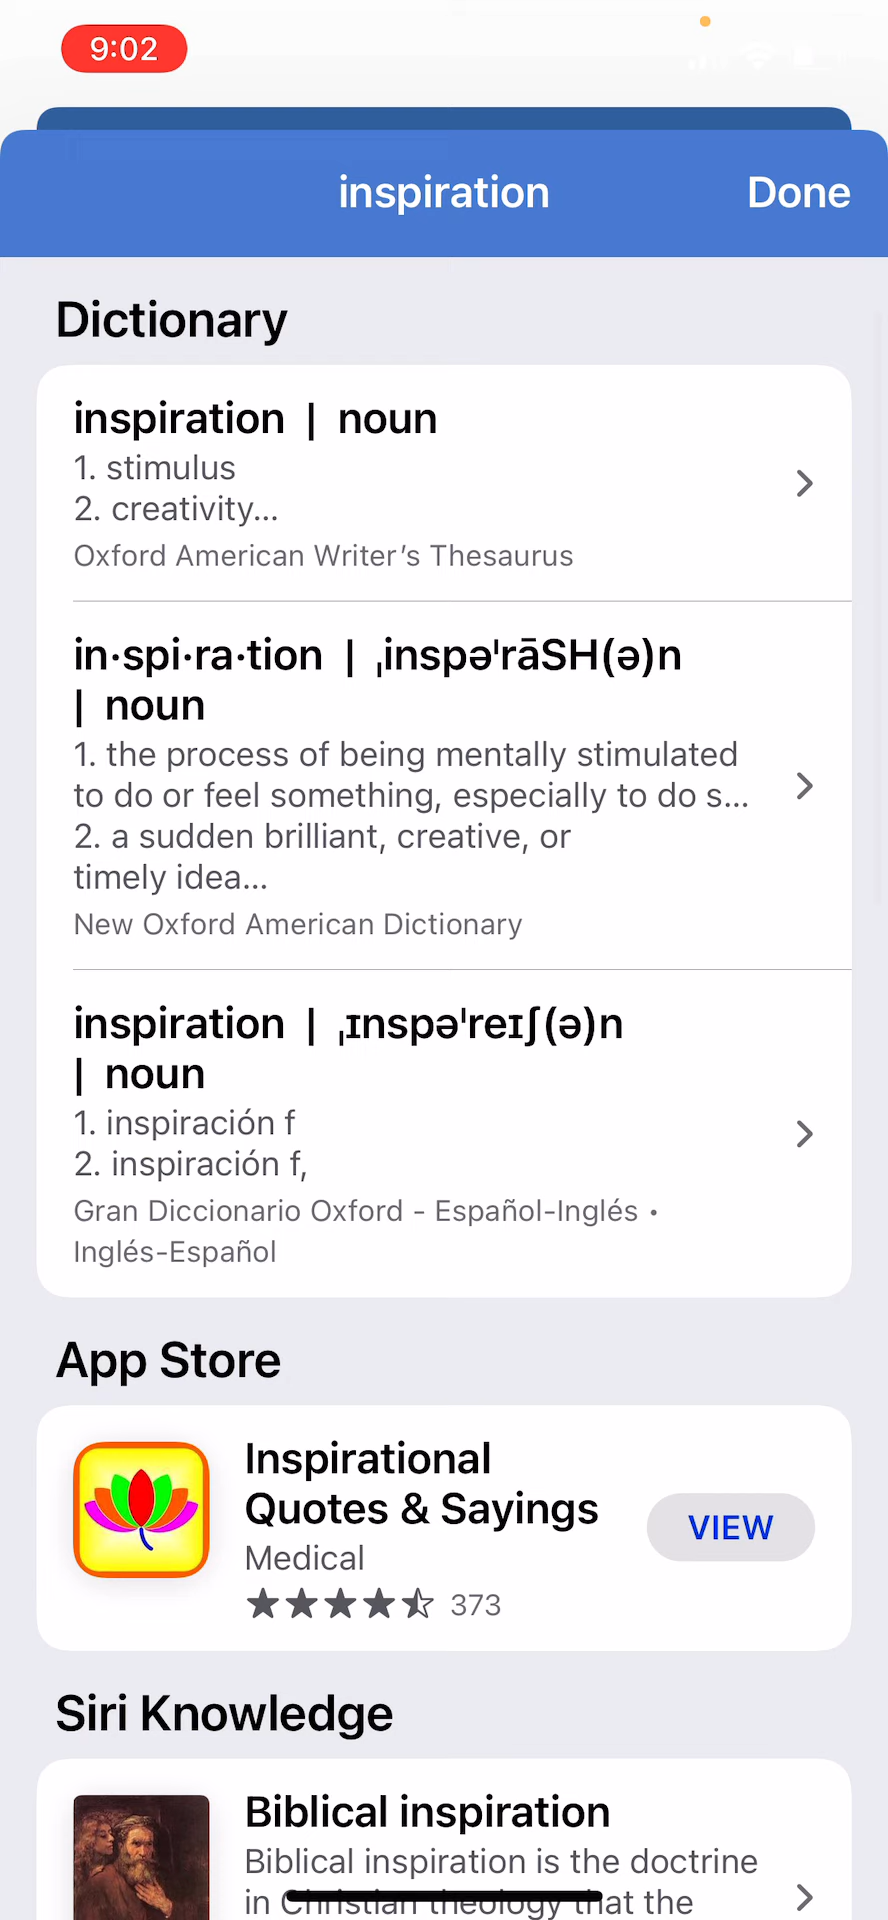 9:02
inspiration
Done
Dictionary
inspiration | noun
1. stimulus
2. creativity...
Oxford American Writer's Thesaurus
in·spi·ra·tion | ˌinspəˈrāSH(ə)n
| noun
1. the process of being mentally stimulated
to do or feel something, especially to do s...
2. a sudden brilliant, creative, or
timely idea...
New Oxford American Dictionary
inspiration | ˌɪnspəˈreɪʃ(ə)n
| noun
1. inspiración f
2. inspiración f,
Gran Diccionario Oxford - Español-Inglés •
Inglés-Español
App Store
Inspirational
Quotes & Sayings
VIEW
Medical
373
Siri Knowledge
Biblical inspiration
Biblical inspiration is the doctrine
in Christian theology that the